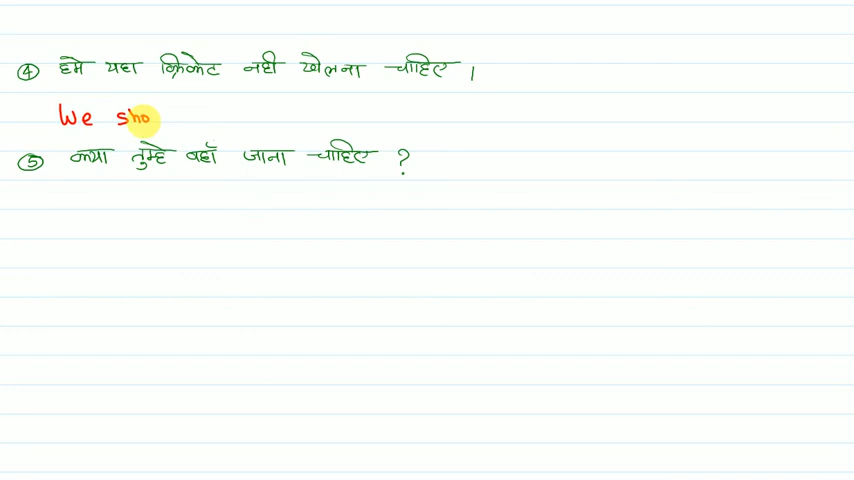 ④ हमे यहा क्रिकेट नही खेलना चाहिए ।
We sho
⑤ क्या तुम्हे वहाँ जाना चाहिए ?